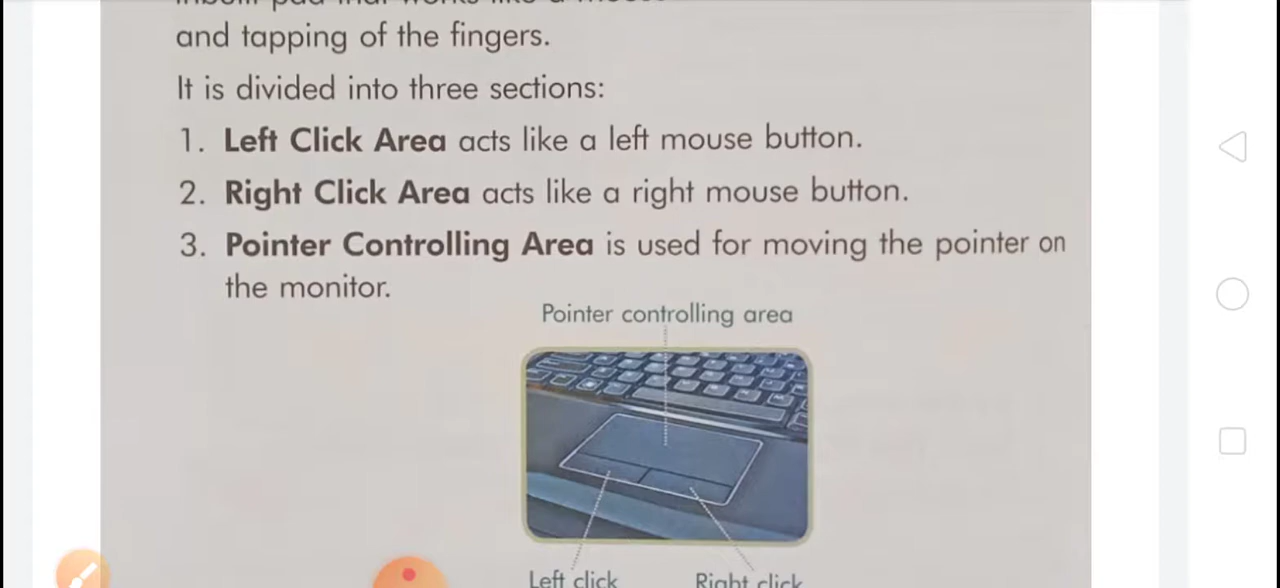 and tapping of the fingers.
It is divided into three sections:
1. Left Click Area acts like a left mouse button.
2. Right Click Area acts like a right mouse button.
3. Pointer Controlling Area is used for moving the pointer on
the monitor.
Pointer controlling area
Left click
Right click